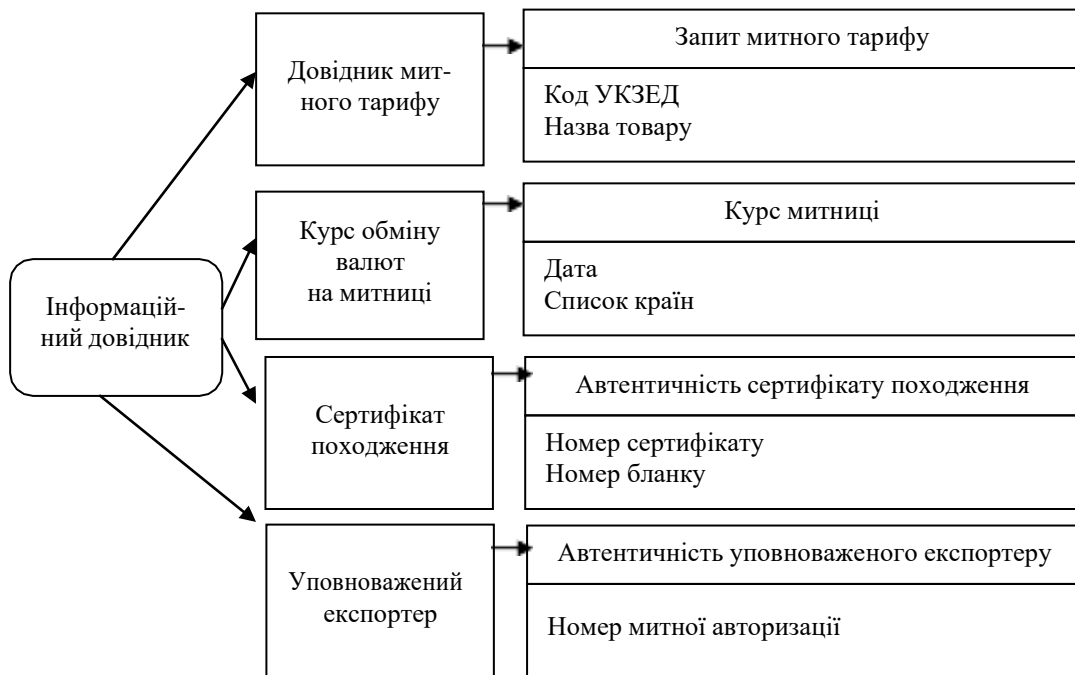 Довідник мит-
ного тарифу
Запит митного тарифу
Код УКЗЕД
Назва товару
Курс обміну
валют
на митниці
Курс митниці
Дата
Список країн
Інформацій-
ний довідник
Сертифікат
походження
Автентичність сертифікату походження
Номер сертифікату
Номер бланку
Уповноважений
експортер
Автентичність уповноваженого експортеру
Номер митної авторизації